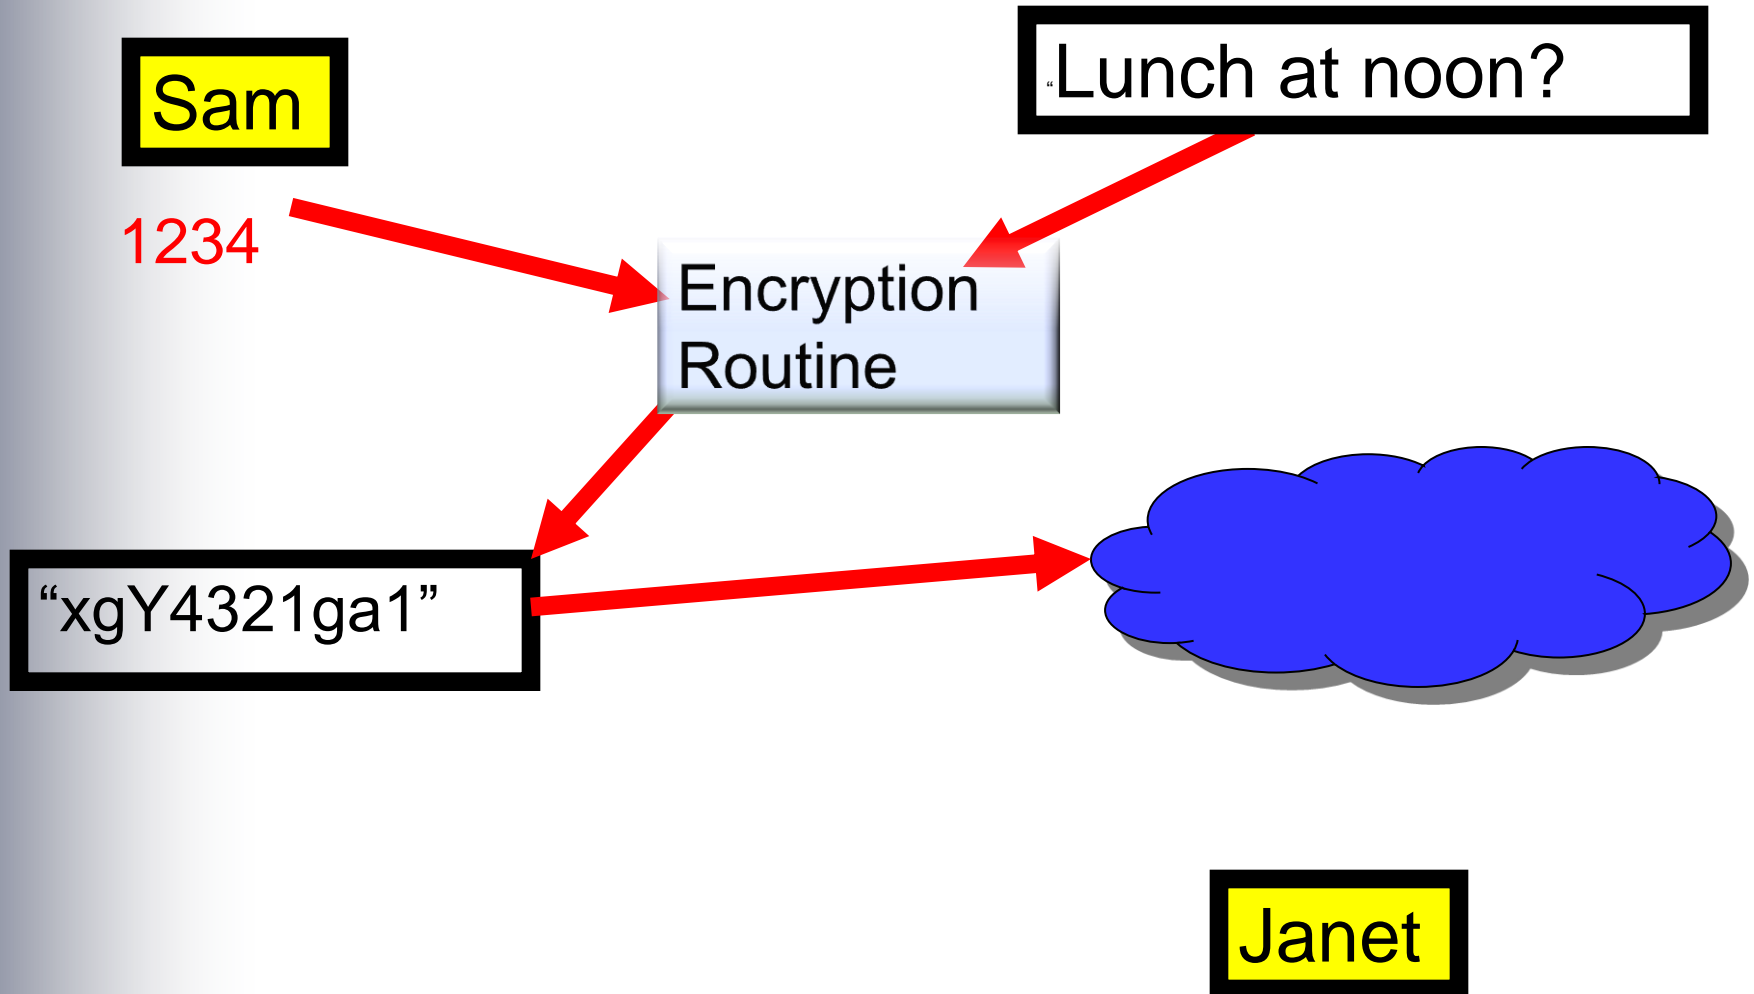 Sam
“Lunch at noon?
1234
Encryption
Routine
“xgY4321ga1”
Janet